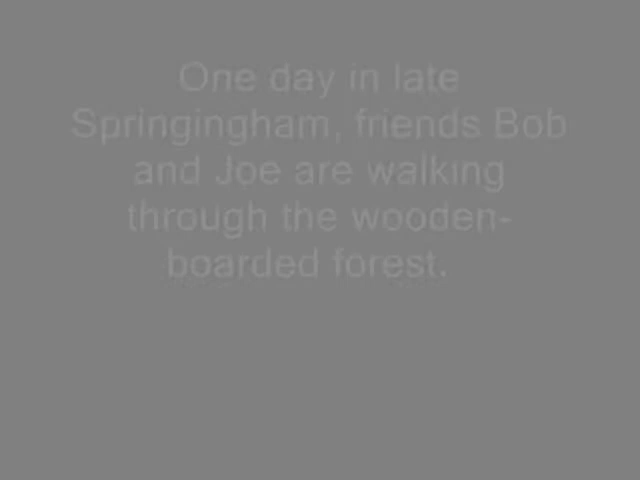 One day in late
Springingham, friends Bob
and Joe are walking
through the wooden-
boarded forest.